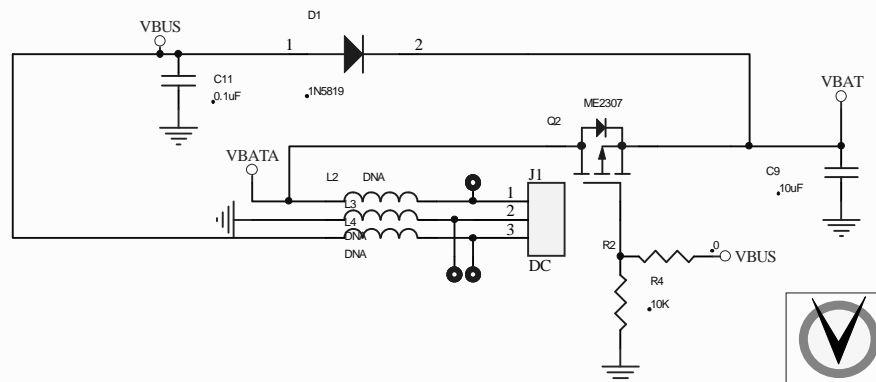 D1
VBUS
1
2
C11
0.1uF
1N5819
VBAT
ME2307
Q2
VBATA
L2
DNA
J1
C9
10uF
L3
1
2
3
L4
DNA
DNA
DC
R2
.0
VBUS
R4
10K